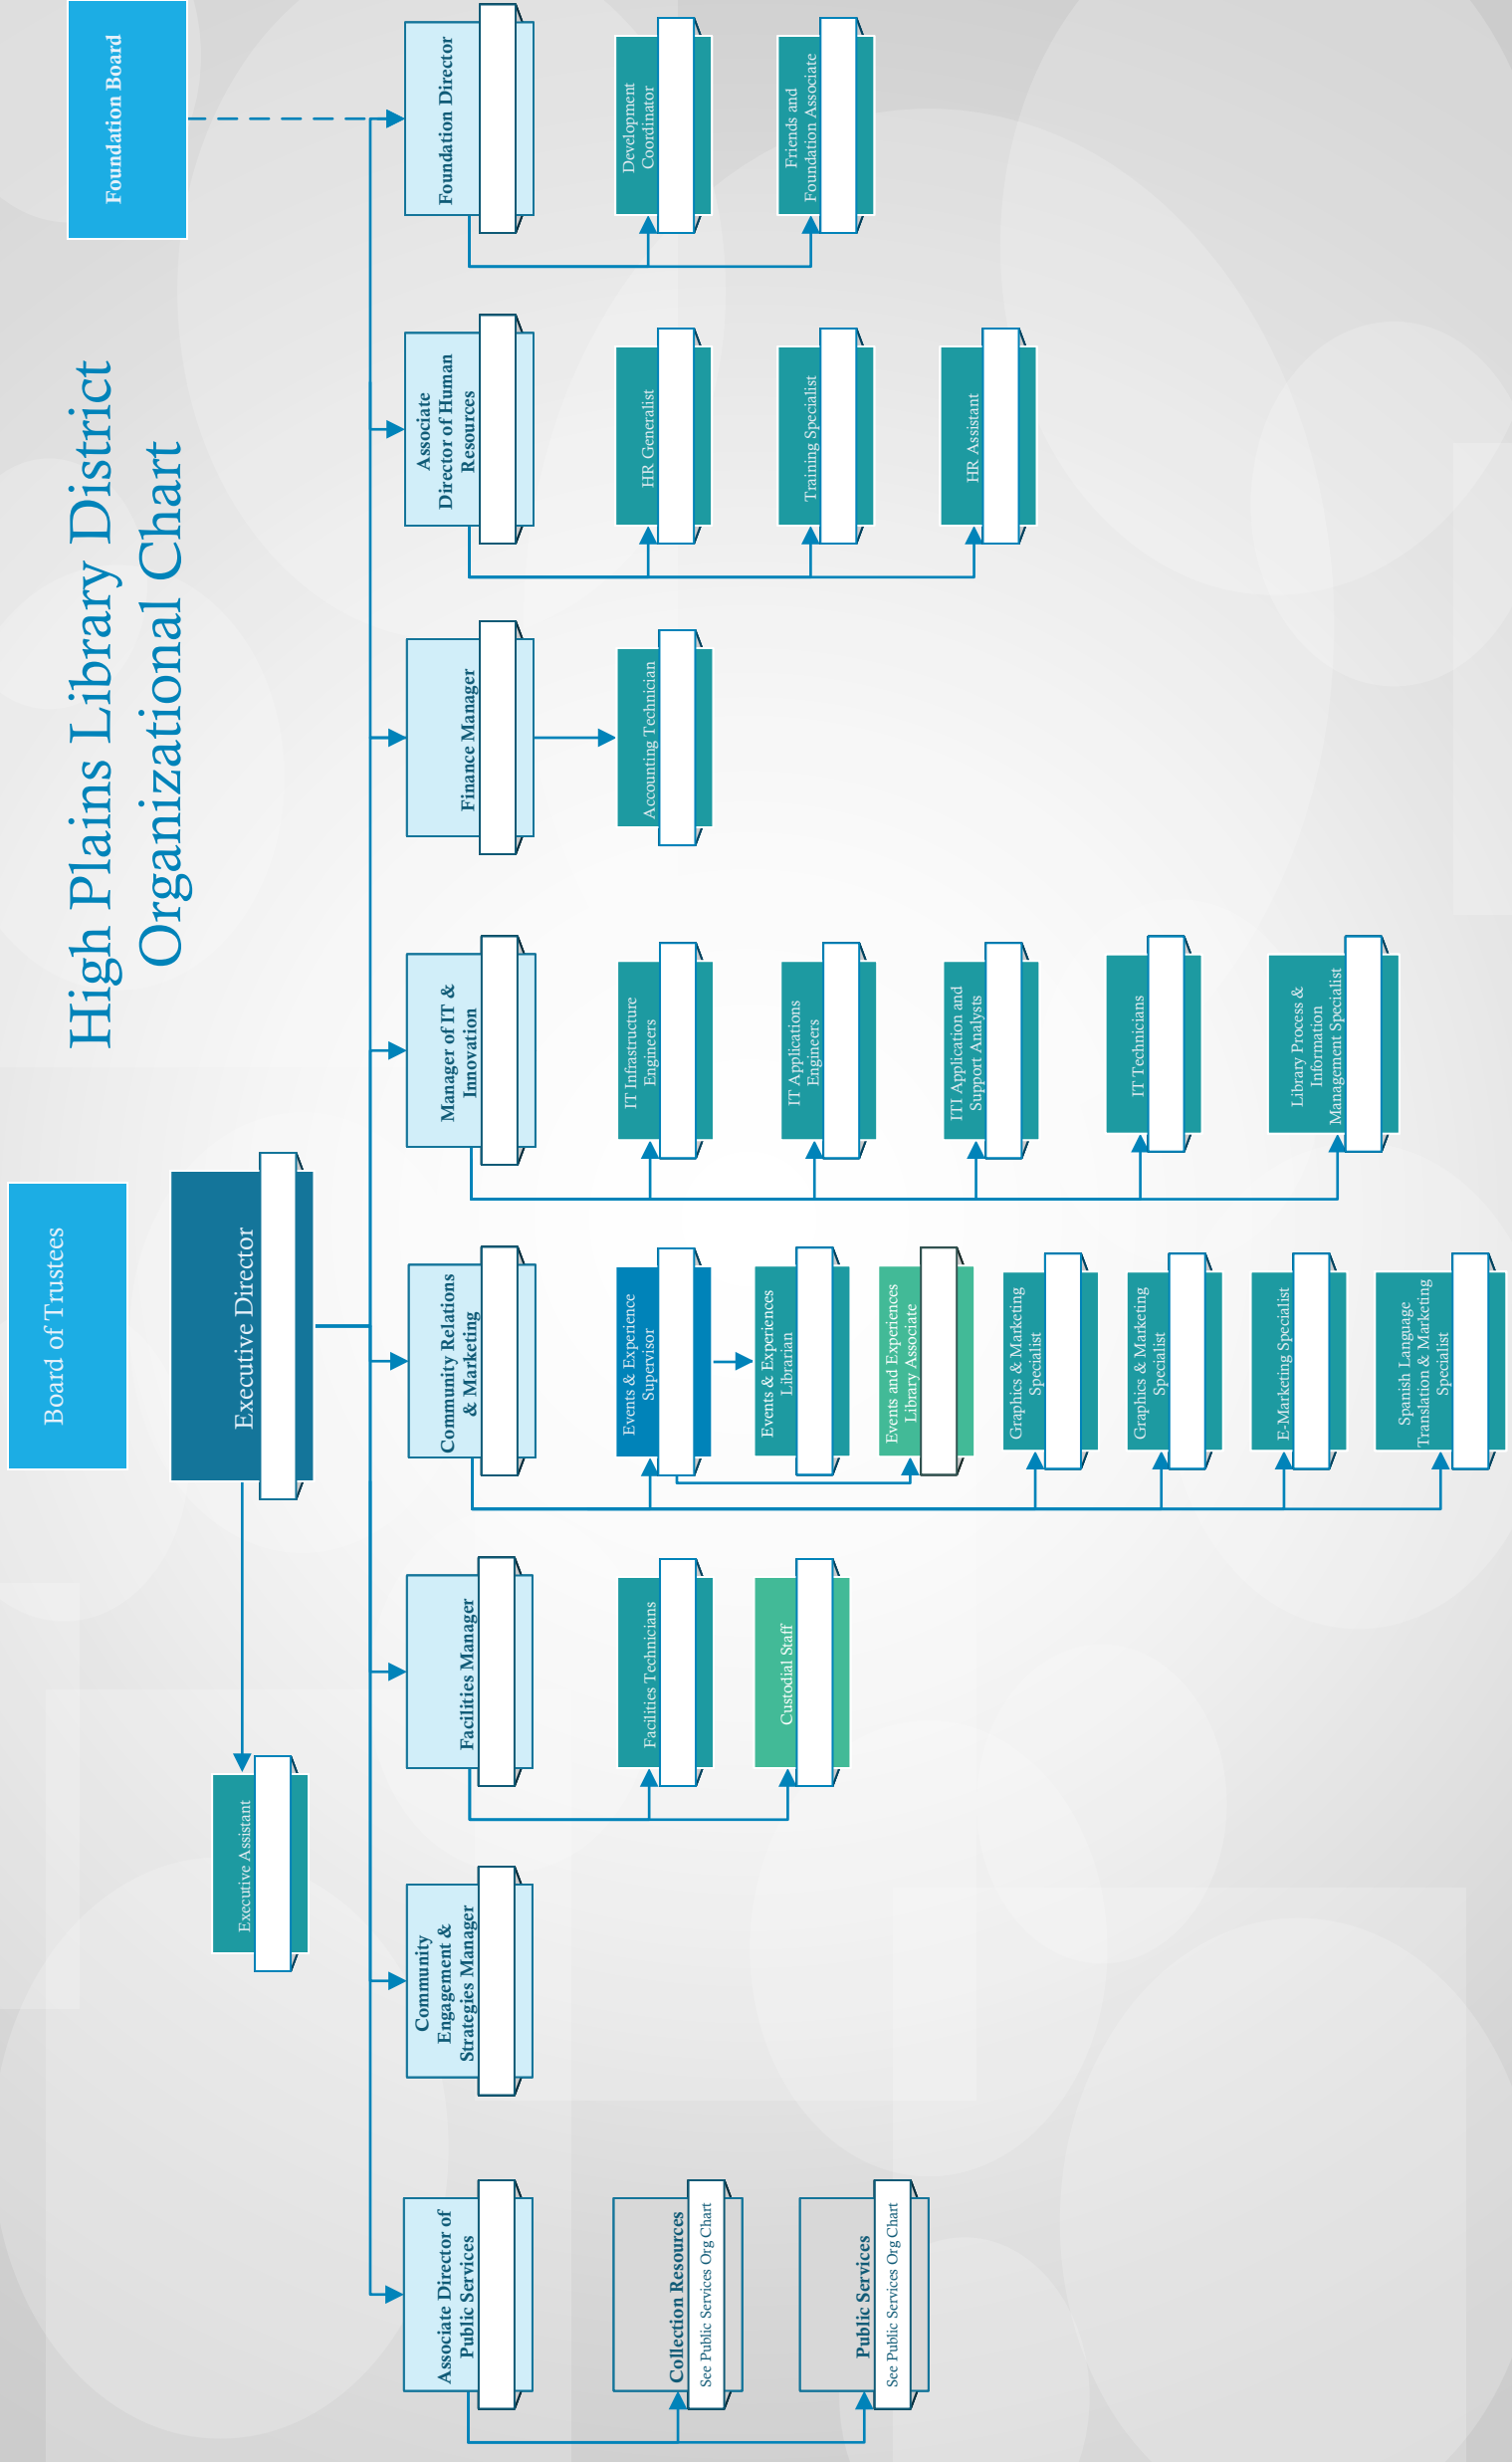 High Plains Library District
Organizational Chart
Board of Trustees
Foundation Board
Executive Director
Executive Assistant
Associate Director of
Public Services
Collection Resources
See Public Services Org Chart
Public Services
See Public Services Org Chart
Community
Engagement &
Strategies Manager
Facilities Manager
Facilities Technicians
Custodial Staff
Community Relations
& Marketing
Events & Experience
Supervisor
Events & Experiences
Librarian
Events and Experiences
Library Associate
Graphics & Marketing
Specialist
Graphics & Marketing
Specialist
E-Marketing Specialist
Spanish Language
Translation & Marketing
Specialist
Manager of IT &
Innovation
IT Infrastructure
Engineers
IT Applications
Engineers
ITI Application and
Support Analysts
IT Technicians
Library Process &
Information
Management Specialist
Finance Manager
Accounting Technician
Associate
Director of Human
Resources
HR Generalist
Training Specialist
HR Assistant
Foundation Director
Development
Coordinator
Friends and
Foundation Associate